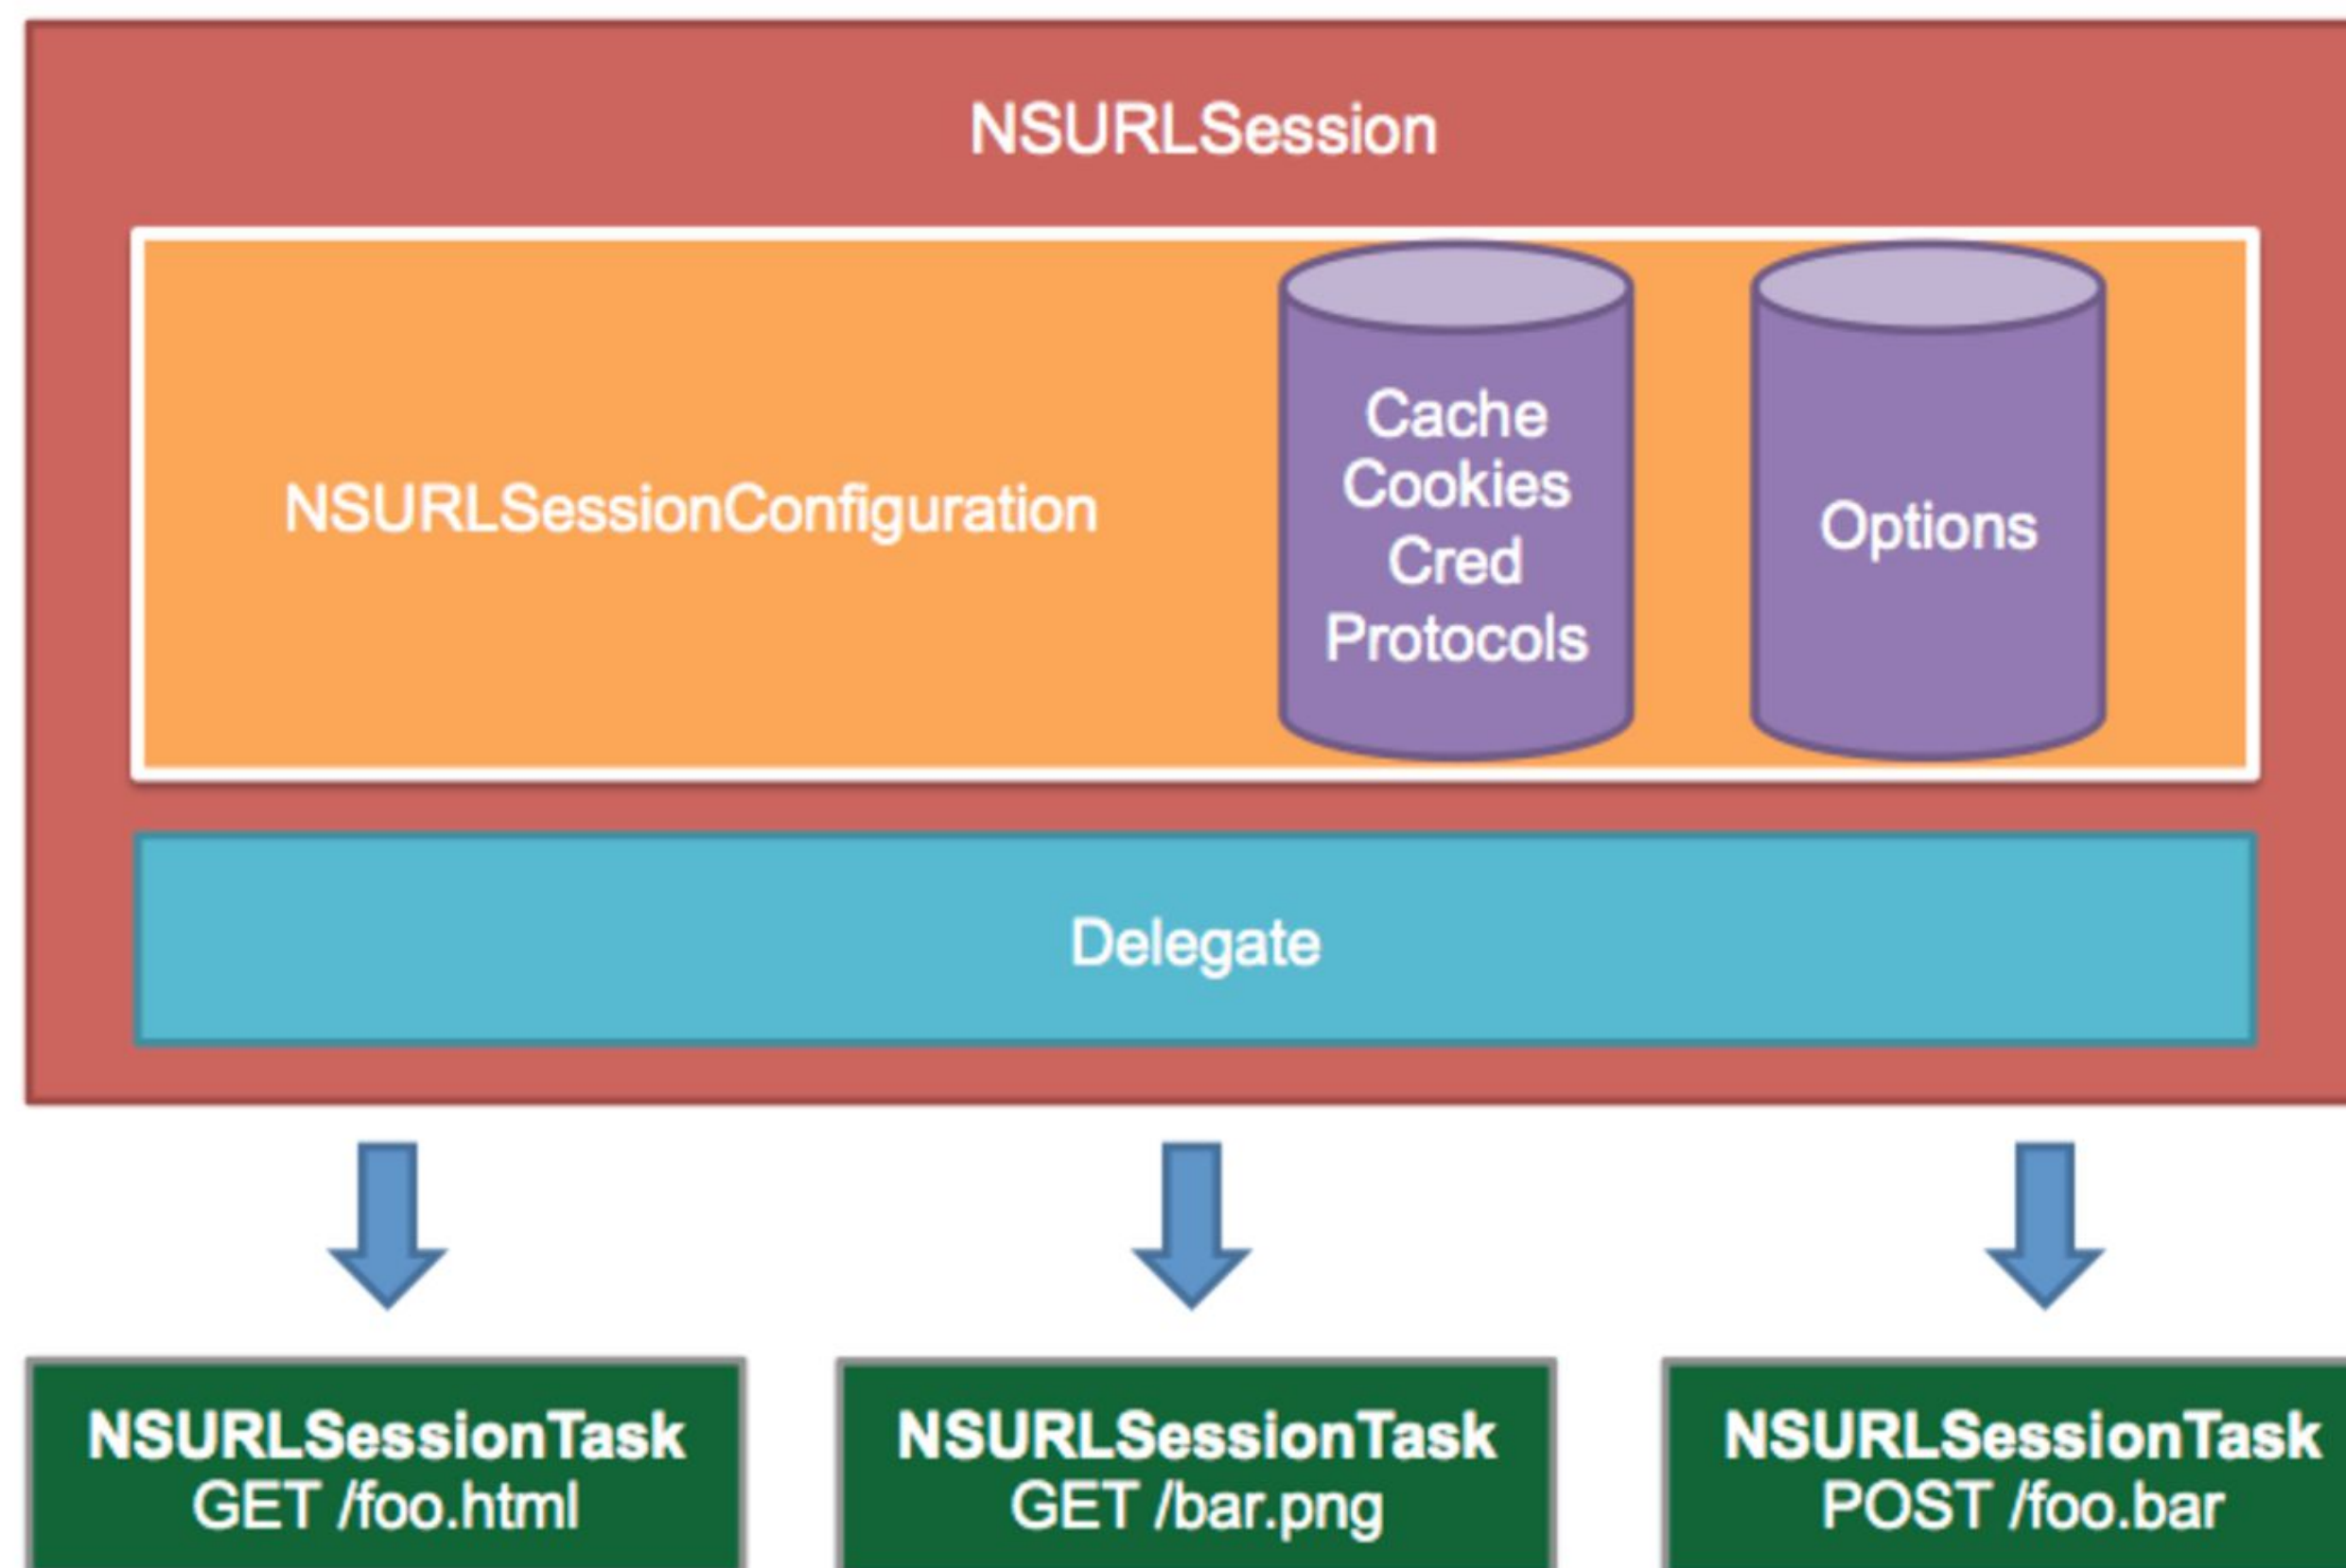 NSURLSession
NSURLSessionConfiguration
Cache
Cookies
Cred
Protocols
Options
Delegate
NSURLSessionTask
GET /foo.html
NSURLSessionTask
GET /bar.png
NSURLSessionTask
POST /foo.bar